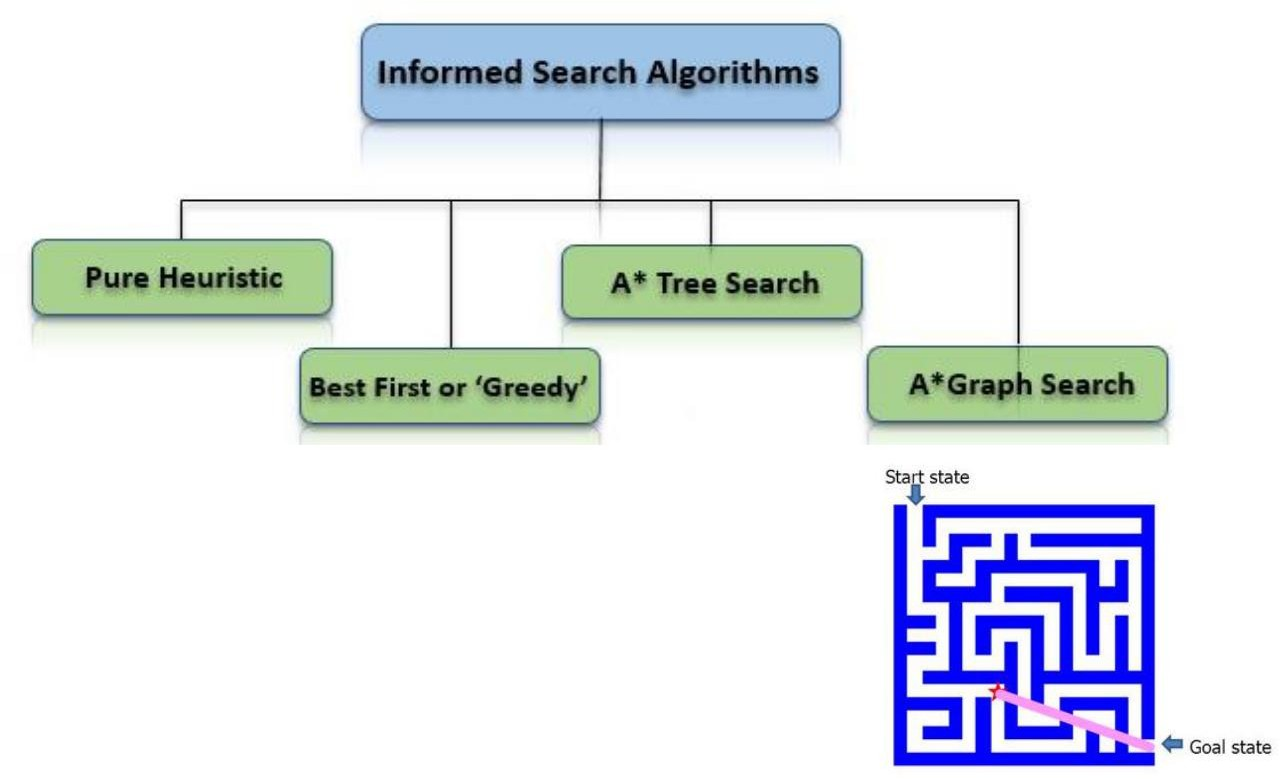 Informed Search Algorithms
Pure Heuristic
A* Tree Search
Best First or ‘Greedy’
A*Graph Search
Start state
Goal state